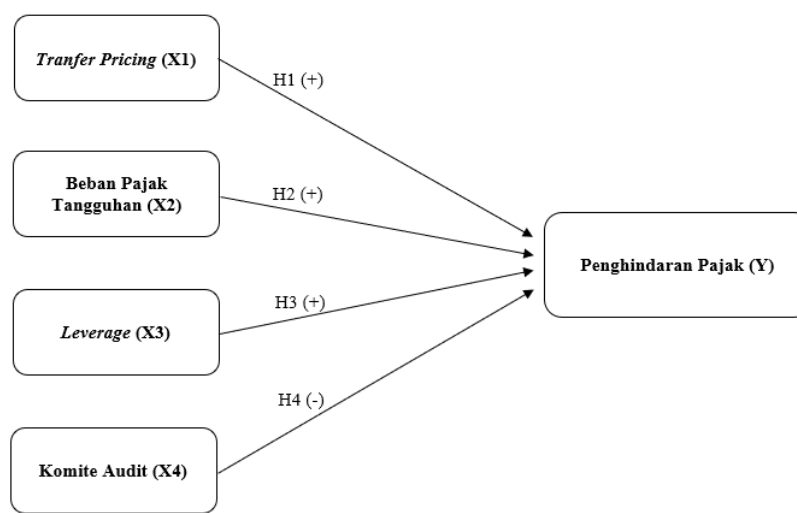 Tranfer Pricing (X1)
H1 (+)
Beban Pajak
Tangguhan (X2)
H2 (+)
Penghindaran Pajak (Y)
Leverage (X3)
H3 (+)
H4 (-)
Komite Audit (X4)